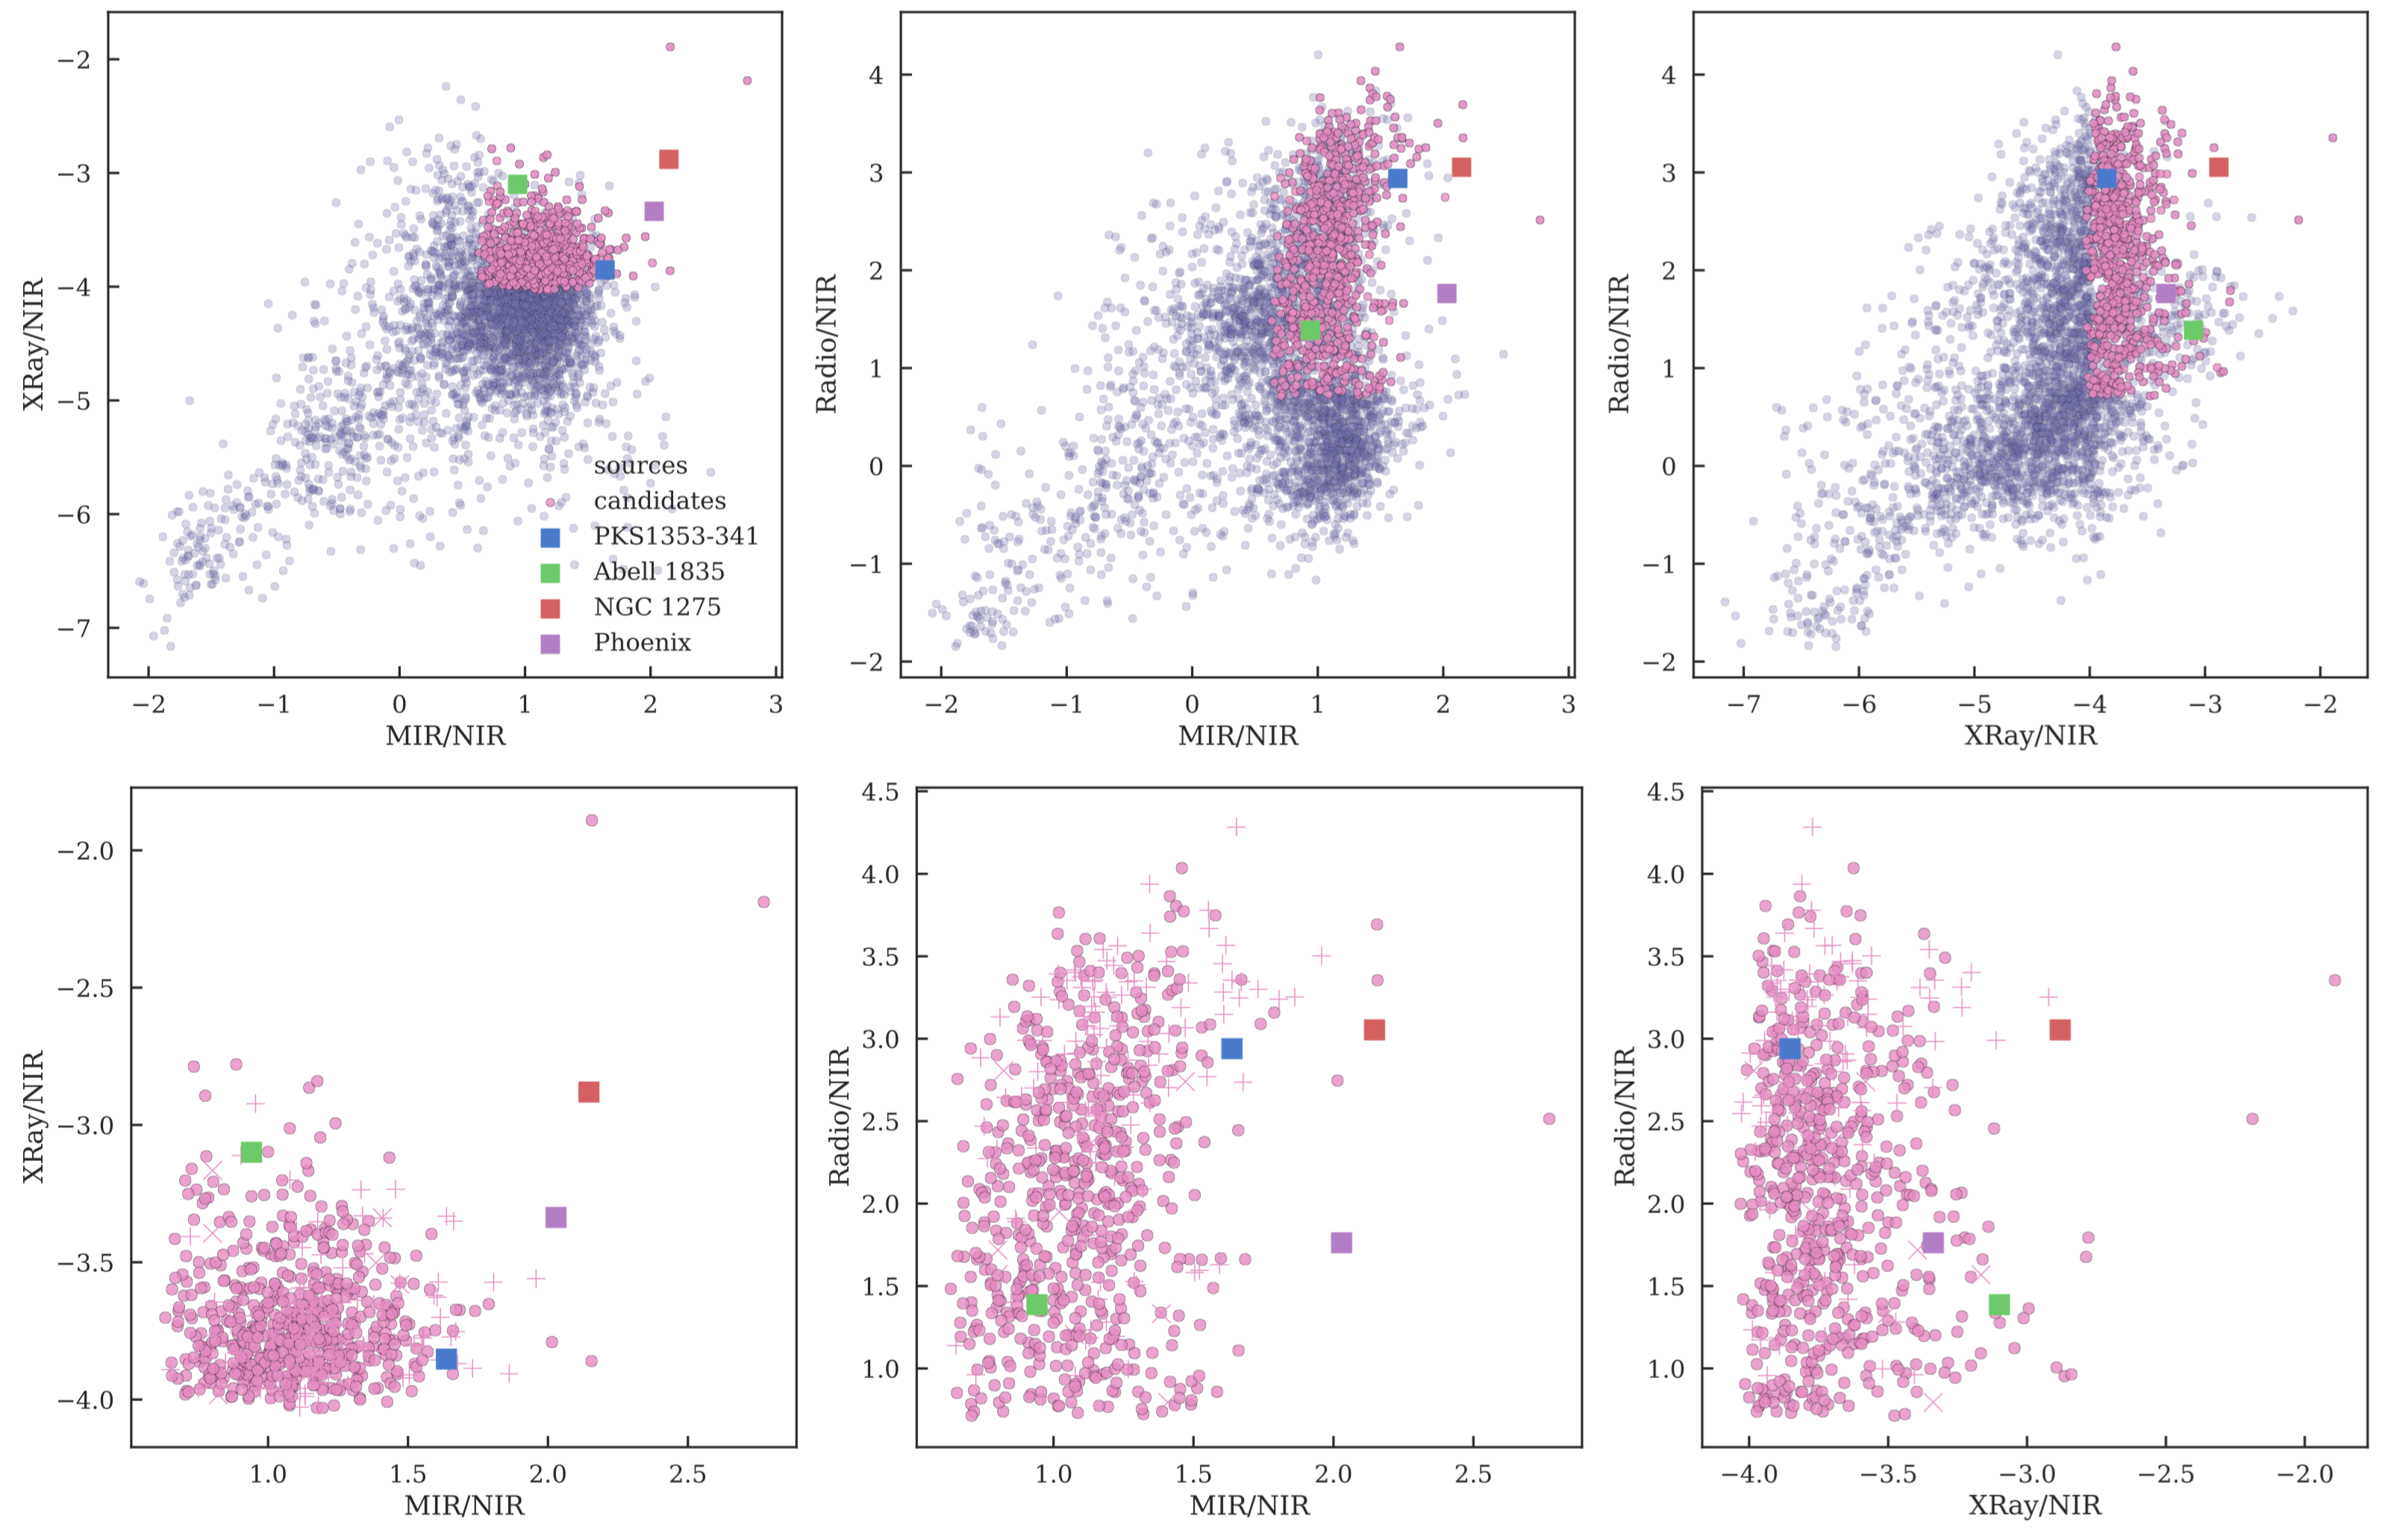 XRay/NIR
−2
−3
−4
−5
−6
−7
−2 −1 0 1 2 3
MIR/NIR
sources
candidates
PKS1353-341
Abell 1835
NGC 1275
Phoenix
Radio/NIR
4
3
2
1
0
−1
−2
−2 −1 0 1 2 3
MIR/NIR
Radio/NIR
4
3
2
1
0
−1
−2
−7 −6 −5 −4 −3 −2
XRay/NIR
XRay/NIR
−2.0
−2.5
−3.0
−3.5
−4.0
1.0 1.5 2.0 2.5
MIR/NIR
Radio/NIR
4.5
4.0
3.5
3.0
2.5
2.0
1.5
1.0
1.0 1.5 2.0 2.5
MIR/NIR
Radio/NIR
4.5
4.0
3.5
3.0
2.5
2.0
1.5
1.0
−4.0 −3.5 −3.0 −2.5 −2.0
XRay/NIR